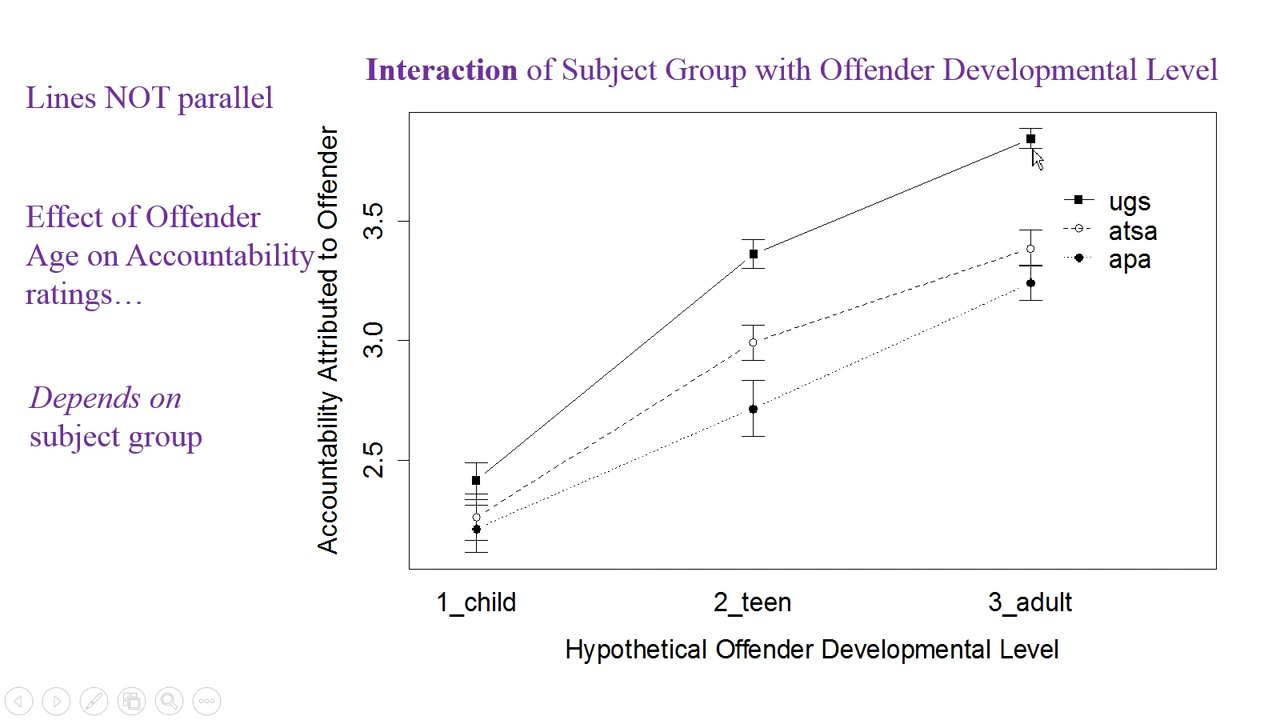 Interaction of Subject Group with Offender Developmental Level
Lines NOT parallel
Effect of Offender
Age on Accountability
ratings…
Depends on
subject group
Accountability Attributed to Offender
3.5
3.0
2.5
ugs
atsa
apa
1_child
2_teen
3_adult
Hypothetical Offender Developmental Level